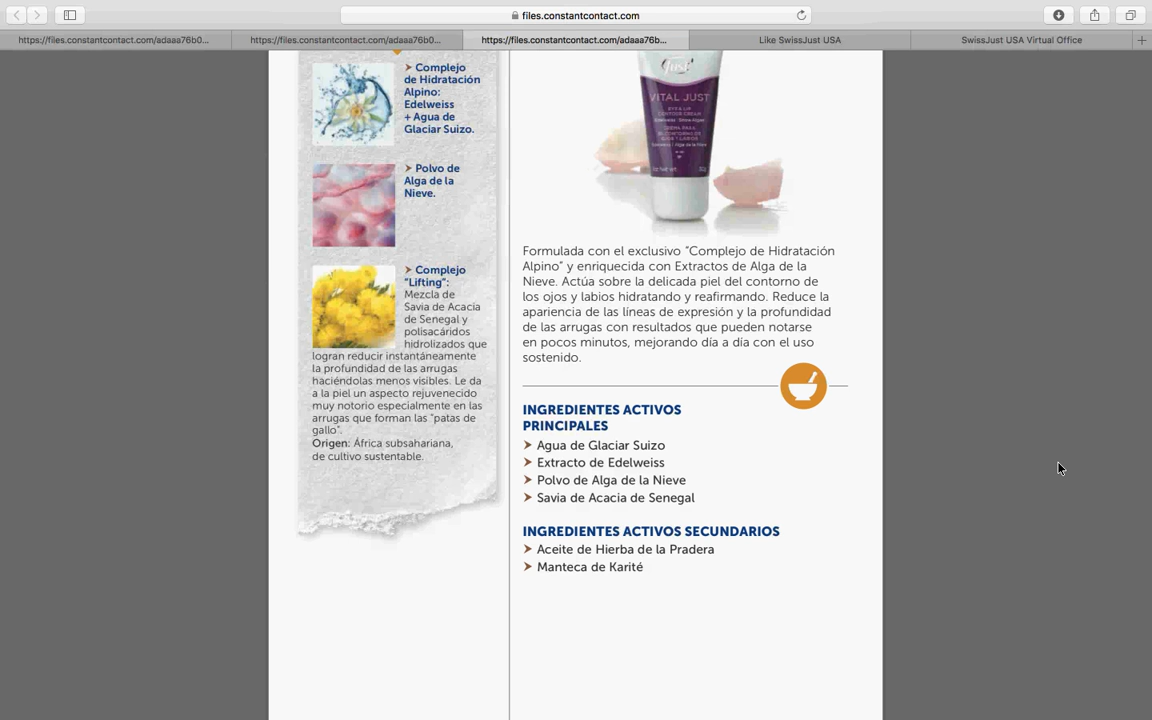 files.constantcontact.com
https://files.constantcontact.com/adaaa76b0...
https://files.constantcontact.com/adaaa76b0...
https://files.constantcontact.com/adaaa76b...
Like SwissJust USA
SwissJust USA Virtual Office
➤ Complejo
de Hidratación
Alpino:
Edelweiss
+ Agua de
Glaciar Suizo.
➤ Polvo de
Alga de la
Nieve.
➤ Complejo
"Lifting":
Mezcla de
Savia de Acacia
de Senegal y
polisacáridos
hidrolizados que
logran reducir instantáneamente
la profundidad de las arrugas
haciéndolas menos visibles. Le da
a la piel un aspecto rejuvenecido
muy notorio especialmente en las
arrugas que forman las "patas de
gallo".
Origen: África subsahariana,
de cultivo sustentable.
Just
VITAL JUST
EYE & LIP
CONTOUR CREAM
Formulada con el exclusivo "Complejo de Hidratación
Alpino" y enriquecida con Extractos de Alga de la
Nieve. Actúa sobre la delicada piel del contorno de
los ojos y labios hidratando y reafirmando. Reduce la
apariencia de las líneas de expresión y la profundidad
de las arrugas con resultados que pueden notarse
en pocos minutos, mejorando día a día con el uso
sostenido.
INGREDIENTES ACTIVOS
PRINCIPALES
➤ Agua de Glaciar Suizo
➤ Extracto de Edelweiss
➤ Polvo de Alga de la Nieve
➤ Savia de Acacia de Senegal
INGREDIENTES ACTIVOS SECUNDARIOS
➤ Aceite de Hierba de la Pradera
➤ Manteca de Karité